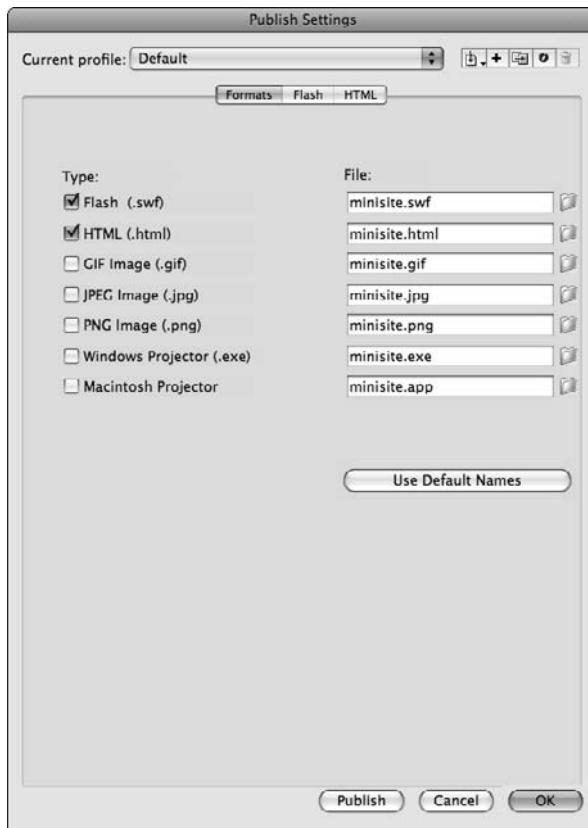 Publish Settings
Current profile: Default
Formats Flash HTML
Type: File:
Flash (.swf) minisite.swf
HTML (.html) minisite.html
GIF Image (.gif) minisite.gif
JPEG Image (.jpg) minisite.jpg
PNG Image (.png) minisite.png
Windows Projector (.exe) minisite.exe
Macintosh Projector minisite.app
Use Default Names
Publish Cancel OK